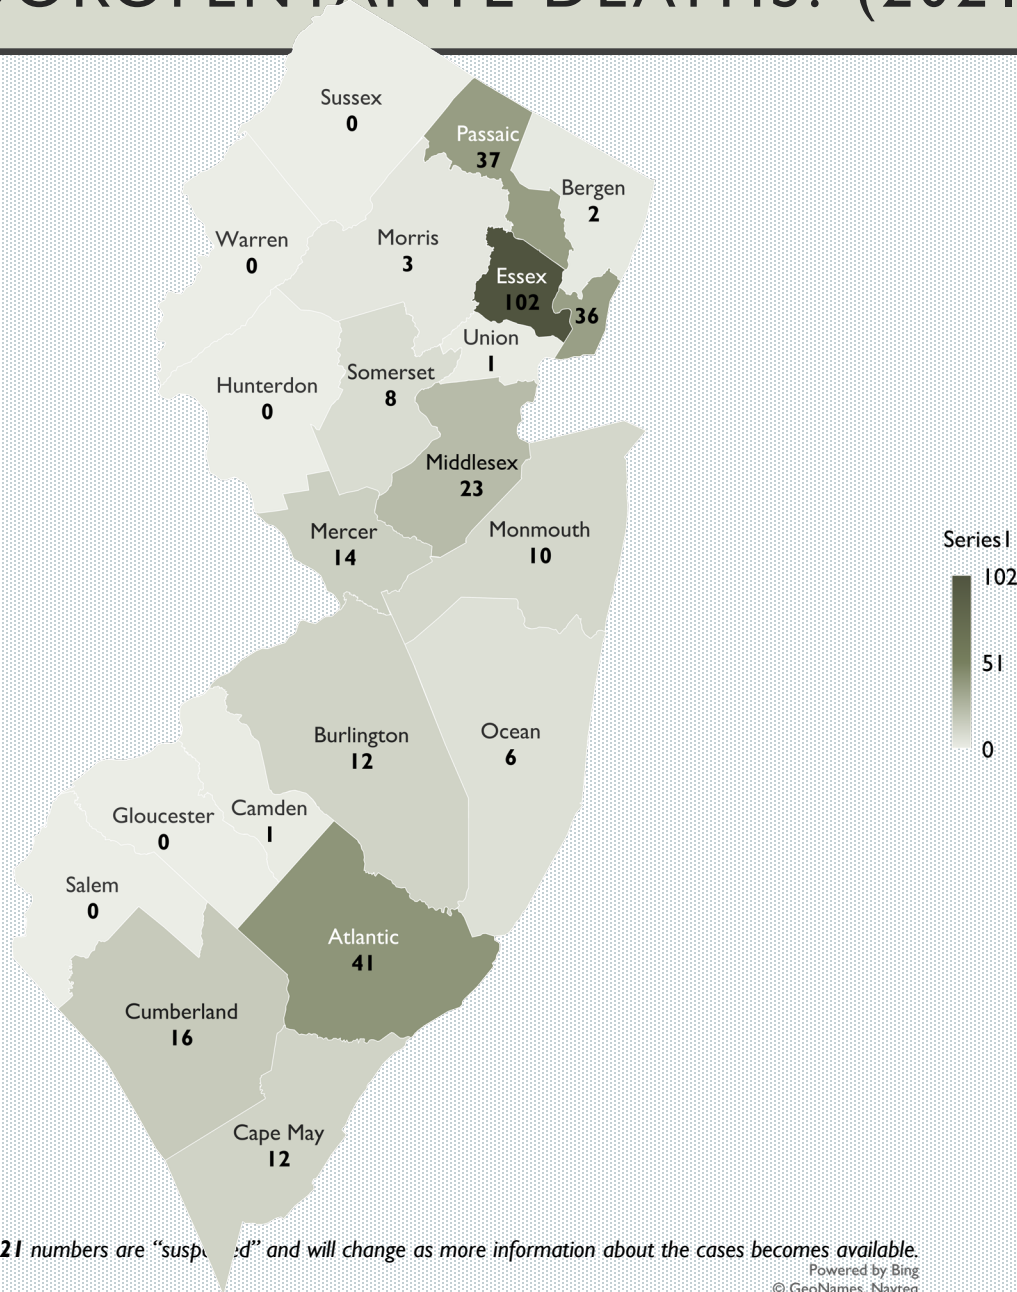 Sussex
0
Passaic
37
Bergen
2
Warren
0
Morris
3
Essex
102
36
Union
1
Hunterdon
0
Somerset
8
Middlesex
23
Mercer
14
Monmouth
10
Series1
102
51
0
Burlington
12
Ocean
6
Gloucester
0
Camden
1
Salem
0
Atlantic
41
Cumberland
16
Cape May
12
21 numbers are “susp ed” and will change as more information about the cases becomes available.
Powered by Bing
© GeoNames, Navteq